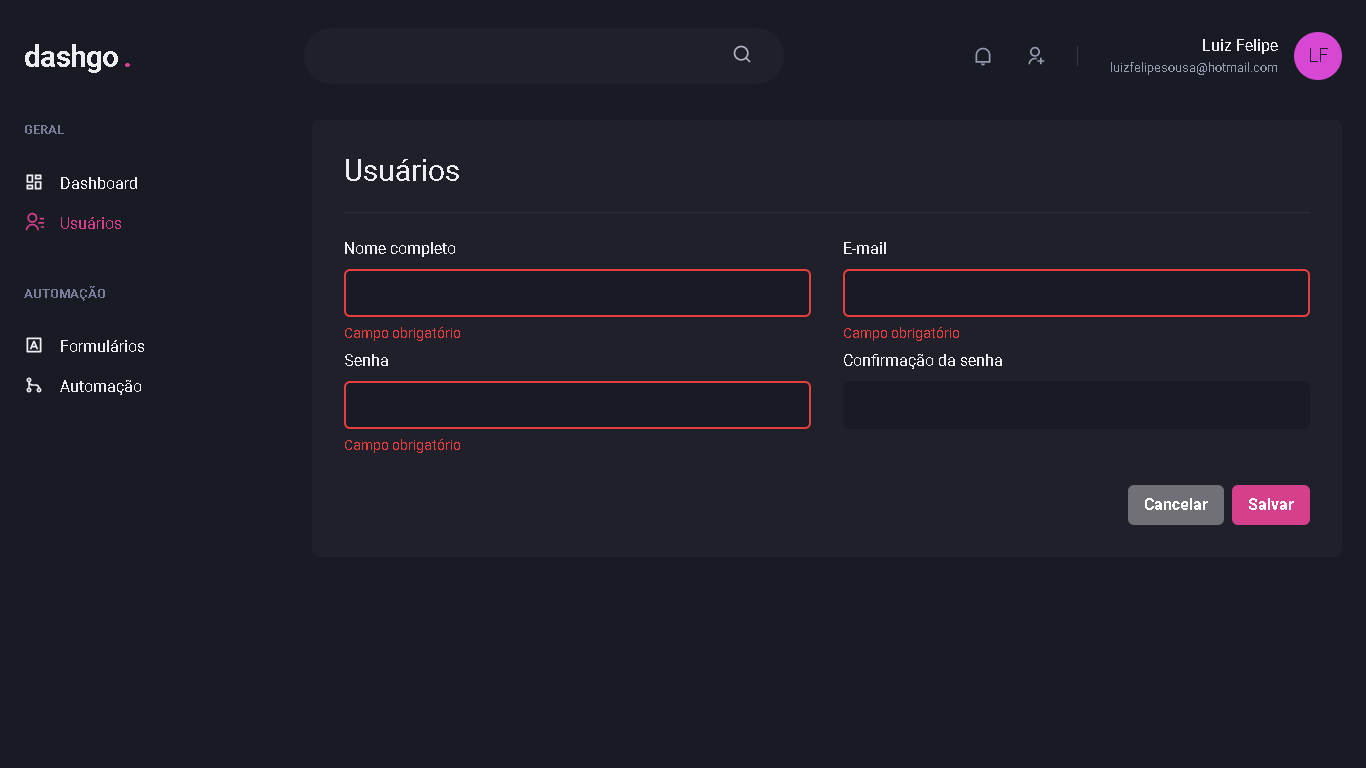 dashgo .
Luiz Felipe
luizfelipesousa@hotmail.com
LF
GERAL
Dashboard
Usuários
AUTOMAÇÃO
Formulários
Automação
Usuários
Nome completo
E-mail
Campo obrigatório
Campo obrigatório
Senha
Confirmação da senha
Campo obrigatório
Cancelar
Salvar